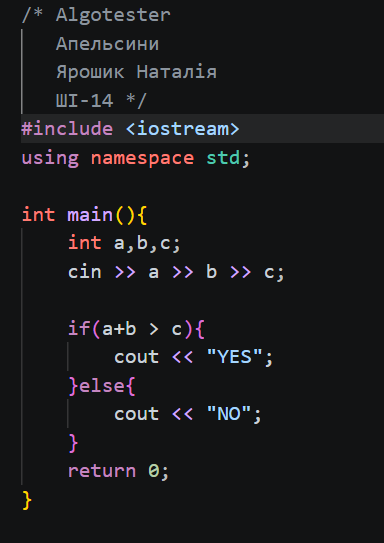 /* Algotester
Апельсини
Ярошик Наталія
ШІ-14 */
#include <iostream>
using namespace std;
int main(){
int a,b,c;
cin >> a >> b >> c;
if(a+b > c){
cout << "YES";
}else{
cout << "NO";
}
return 0;
}